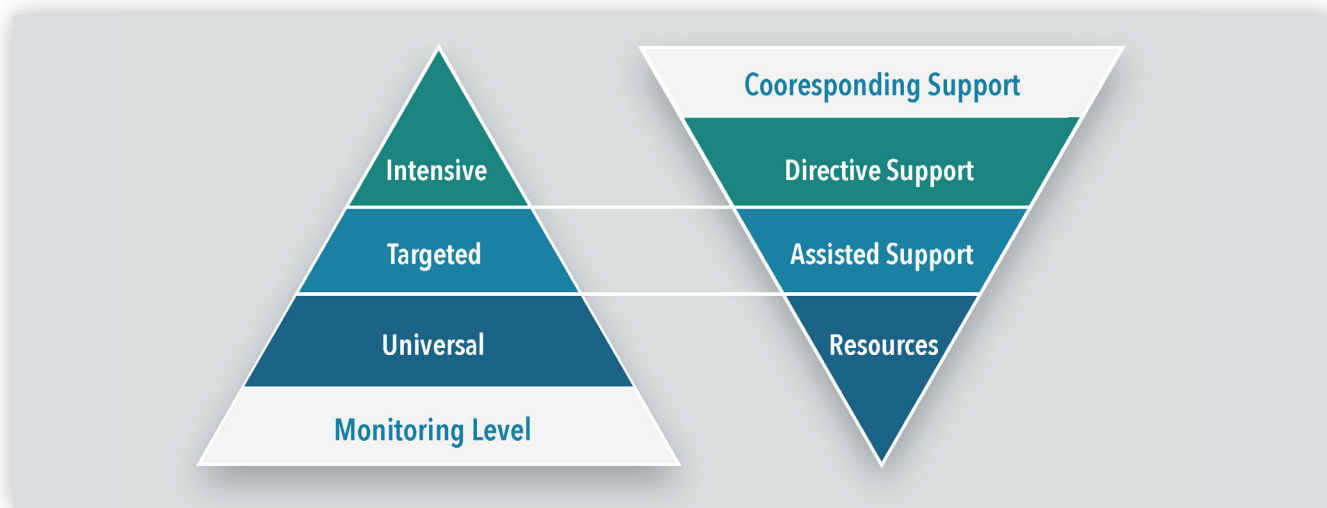 Intensive
Targeted
Universal
Monitoring Level
Cooresponding Support
Directive Support
Assisted Support
Resources